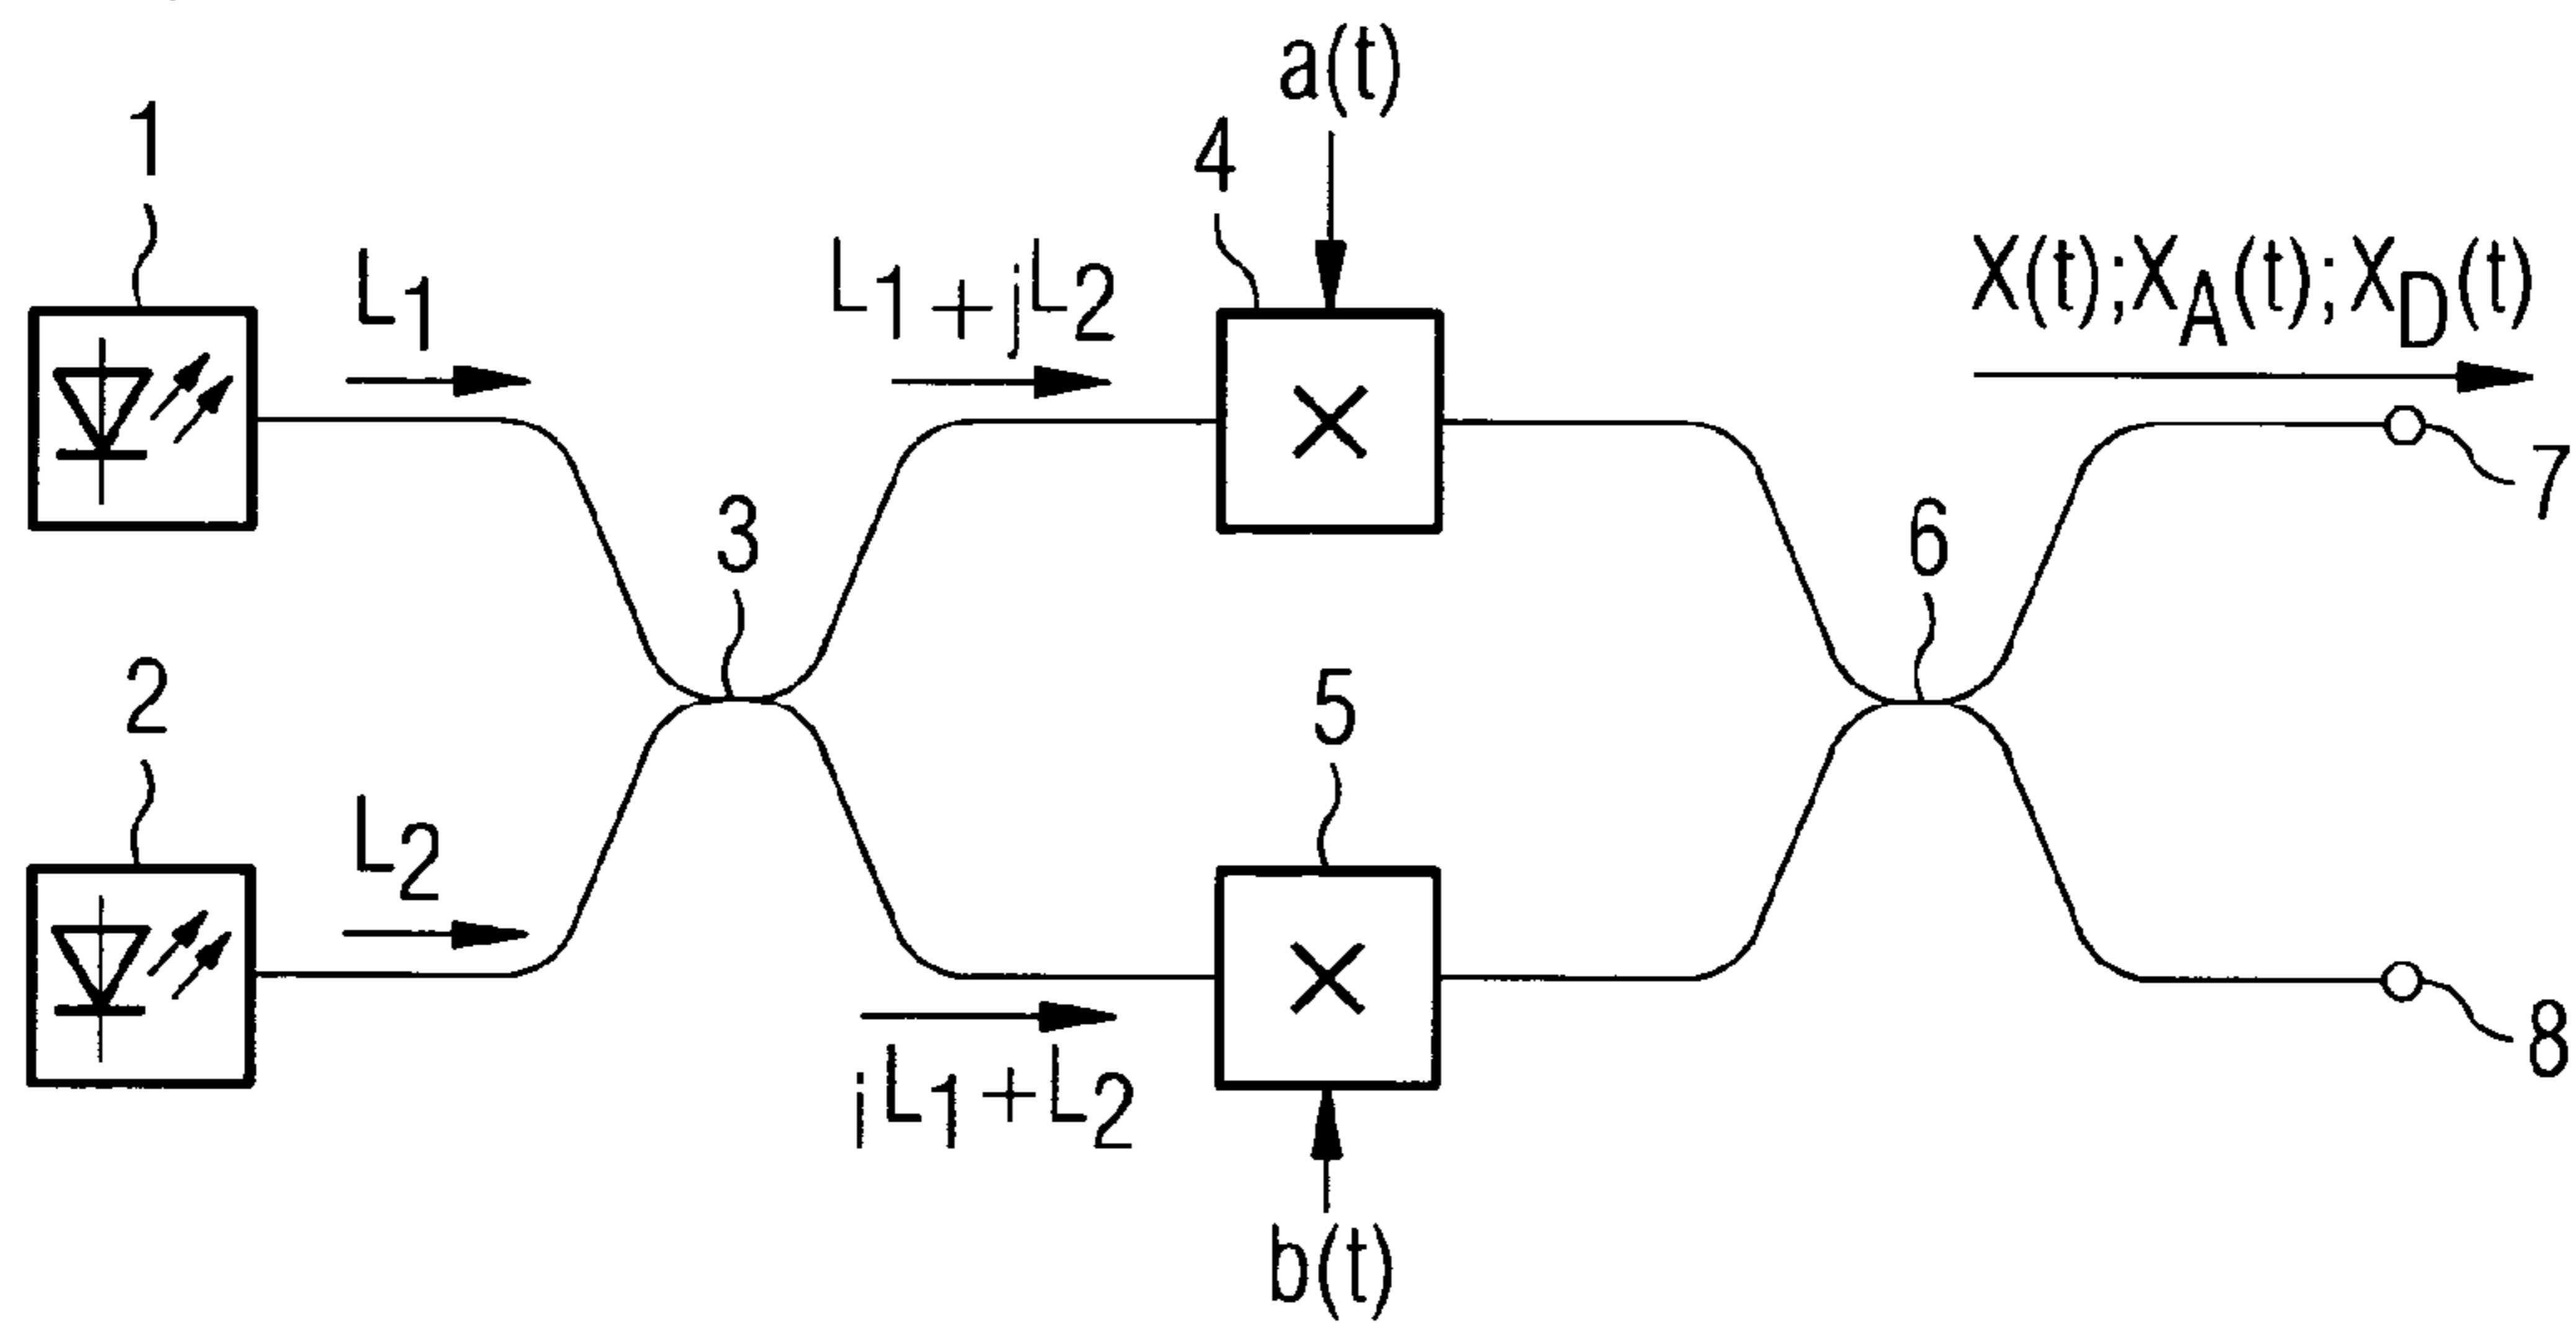 a(t)
1
4
L1
L1+jL2
X(t);XA(t);XD(t)
3
6
7
2
5
L2
jL1+L2
8
b(t)